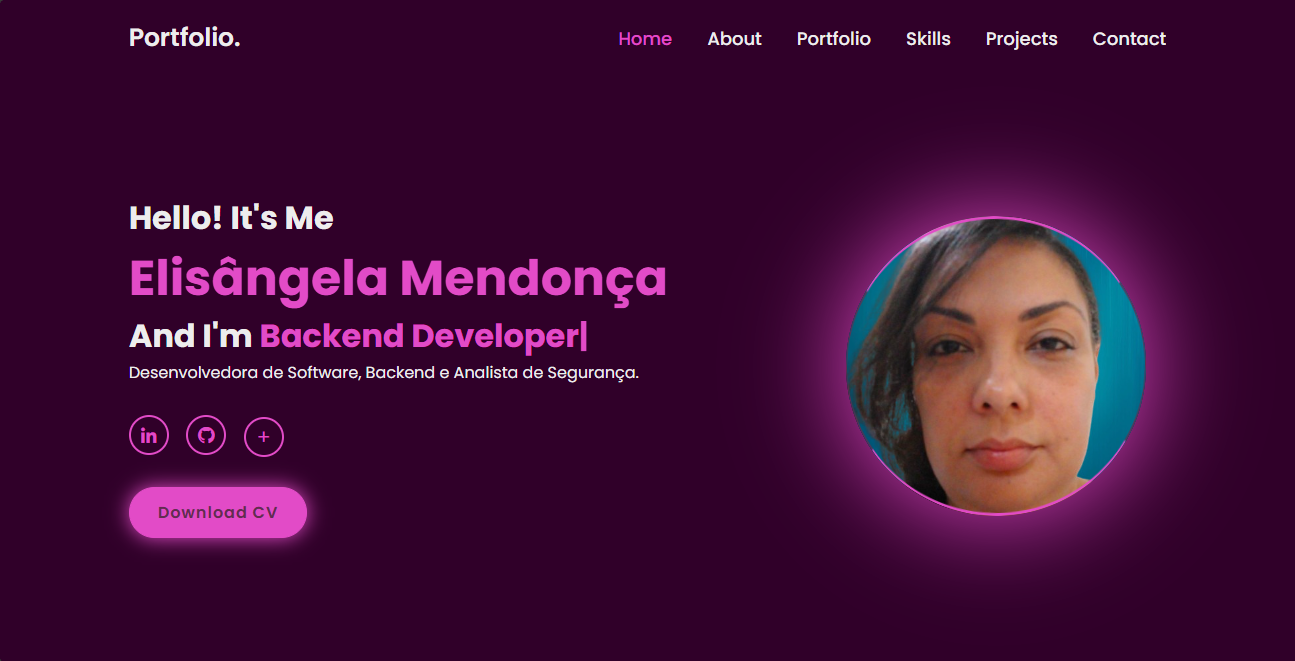 Portfolio.
Home About Portfolio Skills Projects Contact
Hello! It's Me
Elisângela Mendonça
And I'm Backend Developer|
Desenvolvedora de Software, Backend e Analista de Segurança.
in
+
Download CV